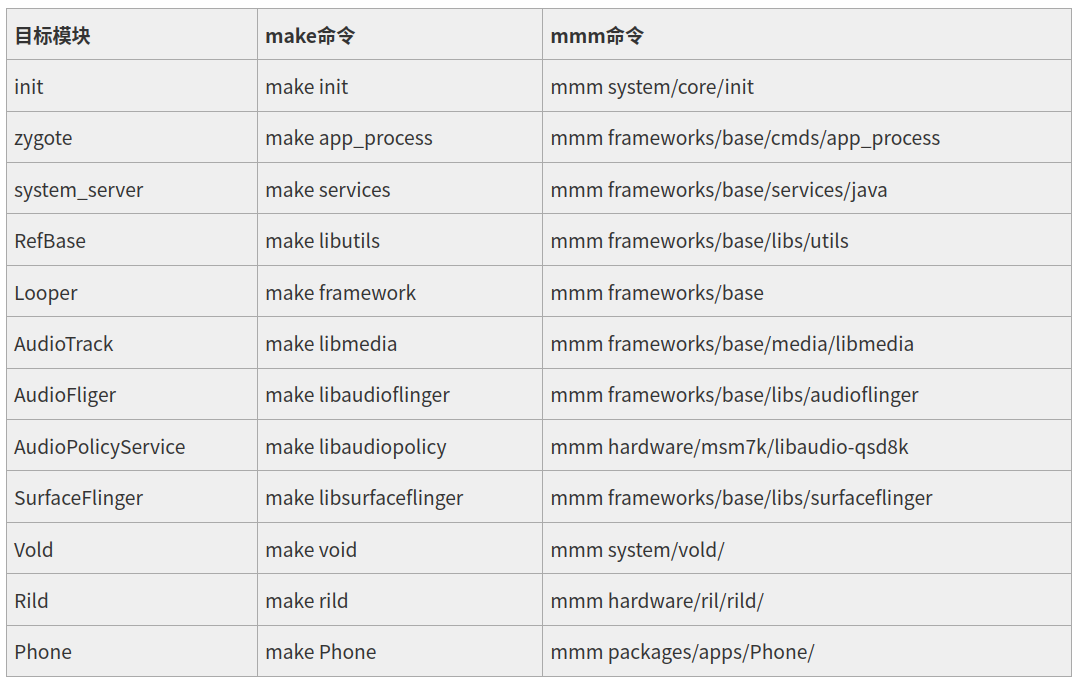 目标模块 make命令 mmm命令
init make init mmm system/core/init
zygote make app_process mmm frameworks/base/cmds/app_process
system_server make services mmm frameworks/base/services/java
RefBase make libutils mmm frameworks/base/libs/utils
Looper make framework mmm frameworks/base
AudioTrack make libmedia mmm frameworks/base/media/libmedia
AudioFliger make libaudioflinger mmm frameworks/base/libs/audioflinger
AudioPolicyService make libaudiopolicy mmm hardware/msm7k/libaudio-qsd8k
SurfaceFlinger make libsurfaceflinger mmm frameworks/base/libs/surfaceflinger
Vold make void mmm system/vold/
Rild make rild mmm hardware/ril/rild/
Phone make Phone mmm packages/apps/Phone/